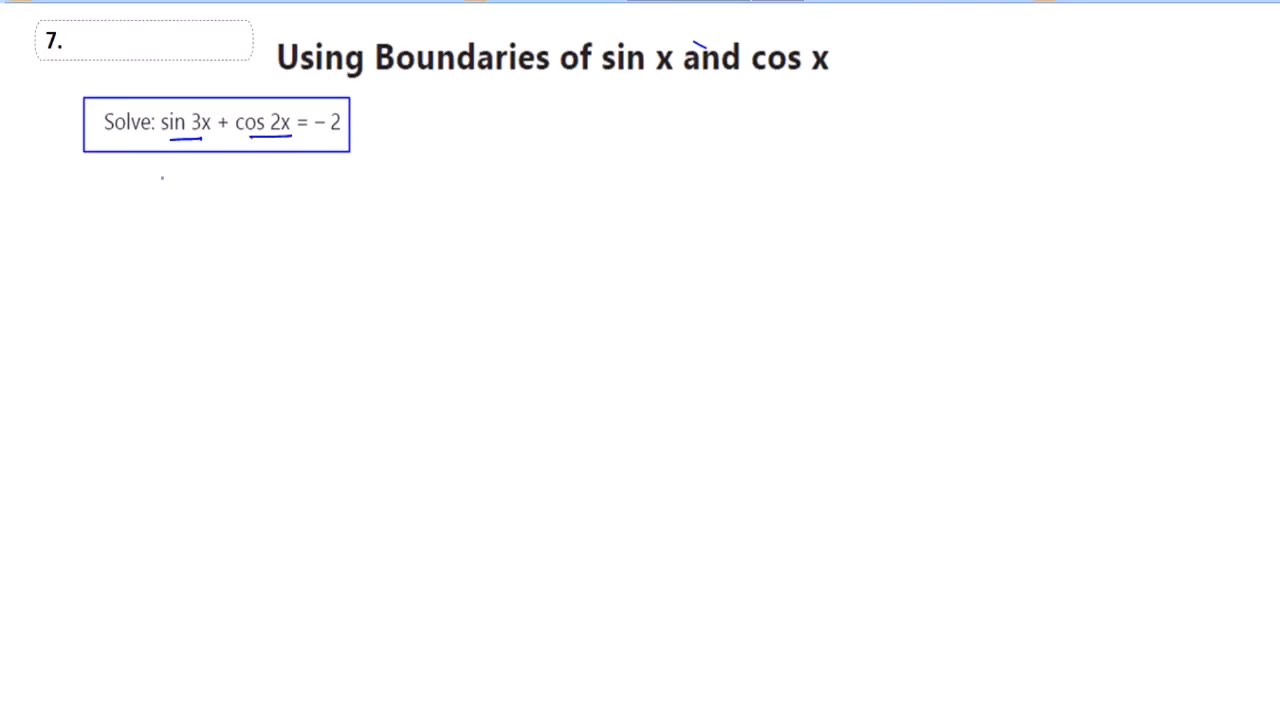 7.
Using Boundaries of sin x and cos x
Solve: sin 3x + cos 2x = – 2